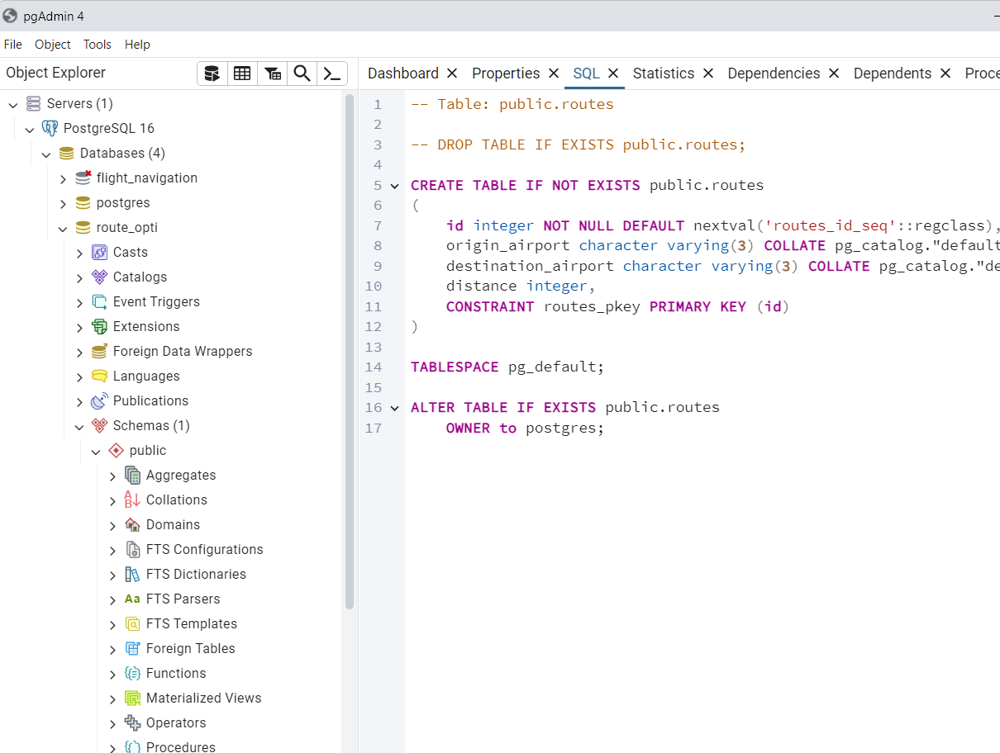 pgAdmin 4
File Object Tools Help
Object Explorer
Servers (1)
PostgreSQL 16
Databases (4)
flight_navigation
postgres
route_opti
Casts
Catalogs
Event Triggers
Extensions
Foreign Data Wrappers
Languages
Publications
Schemas (1)
public
Aggregates
Collations
Domains
FTS Configurations
FTS Dictionaries
Aa FTS Parsers
FTS Templates
Foreign Tables
Functions
Materialized Views
Operators
Procedures
Dashboard Properties SQL Statistics Dependencies Dependents Proce
1 -- Table: public.routes
2
3 -- DROP TABLE IF EXISTS public.routes;
4
5 CREATE TABLE IF NOT EXISTS public.routes
6 (
7 id integer NOT NULL DEFAULT nextval('routes_id_seq'::regclass),
8 origin_airport character varying(3) COLLATE pg_catalog."default
9 destination_airport character varying(3) COLLATE pg_catalog."de
10 distance integer,
11 CONSTRAINT routes_pkey PRIMARY KEY (id)
12 )
13
14 TABLESPACE pg_default;
15
16 ALTER TABLE IF EXISTS public.routes
17 OWNER to postgres;